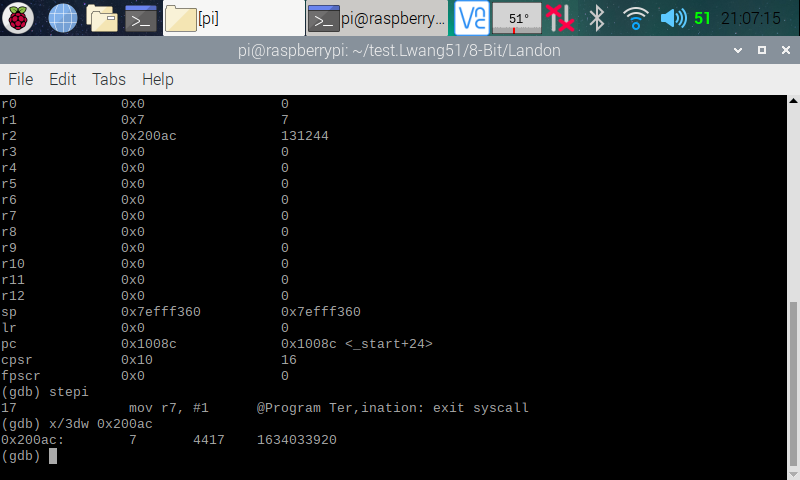 [pi]
pi@raspberry...
V2
51°
51
21:07:15
pi@raspberrypi: ~/test.Lwang51/8-Bit/Landon
File Edit Tabs Help
r0 0x0 0
r1 0x7 7
r2 0x200ac 131244
r3 0x0 0
r4 0x0 0
r5 0x0 0
r6 0x0 0
r7 0x0 0
r8 0x0 0
r9 0x0 0
r10 0x0 0
r11 0x0 0
r12 0x0 0
sp 0x7efff360 0x7efff360
lr 0x0 0
pc 0x1008c 0x1008c <_start+24>
cpsr 0x10 16
fpscr 0x0 0
(gdb) stepi
17 mov r7, #1 @Program Ter,ination: exit syscall
(gdb) x/3dw 0x200ac
0x200ac: 7 4417 1634033920
(gdb)